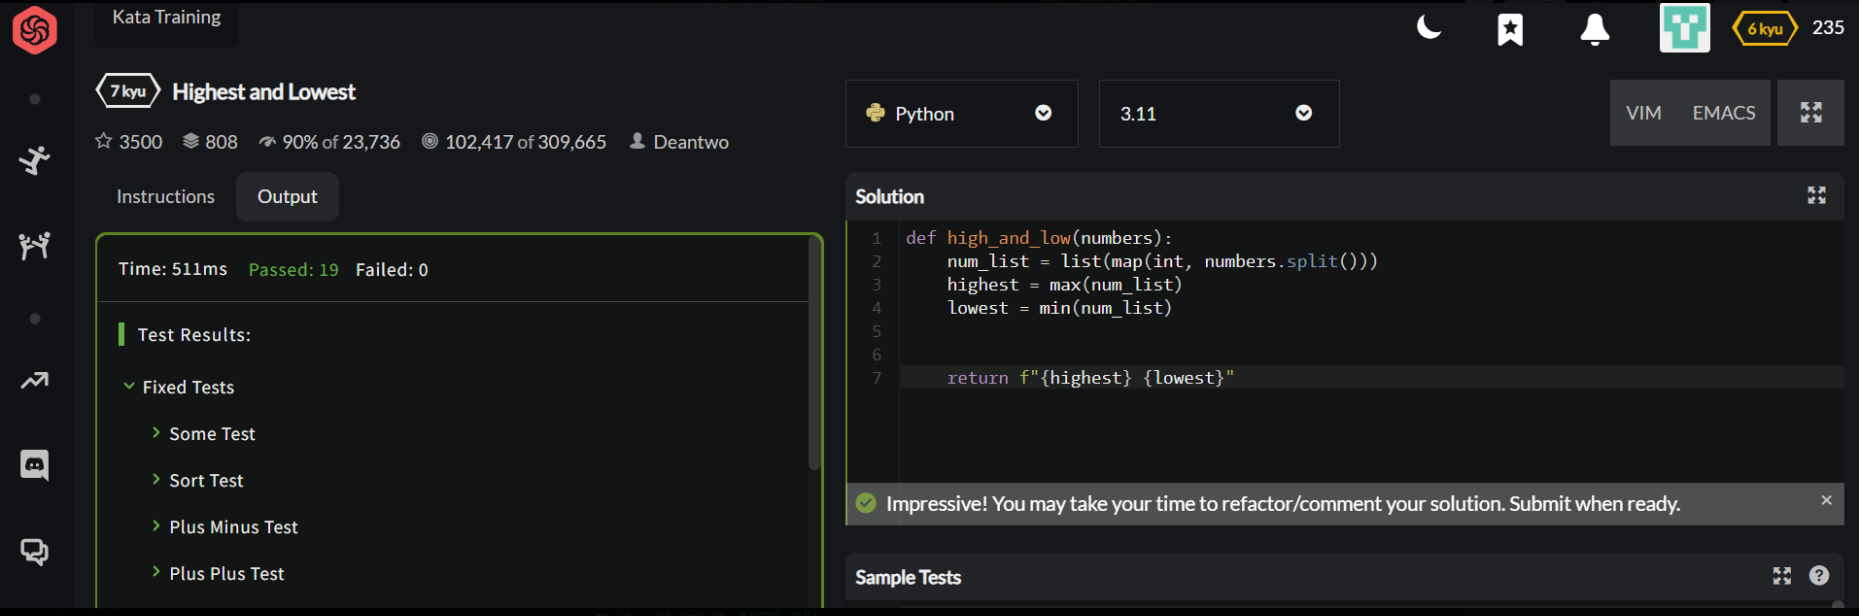 Kata Training
6 kyu 235
7 kyu Highest and Lowest
3500 808 90% of 23,736 102,417 of 309,665 Deantwo
Instructions Output
Time: 511ms Passed: 19 Failed: 0
Test Results:
Fixed Tests
Some Test
Sort Test
Plus Minus Test
Plus Plus Test
Python 3.11 VIM EMACS
Solution
1 def high_and_low(numbers):
2 num_list = list(map(int, numbers.split()))
3 highest = max(num_list)
4 lowest = min(num_list)
5
6
7 return f"{highest} {lowest}"
Impressive! You may take your time to refactor/comment your solution. Submit when ready. ×
Sample Tests ?